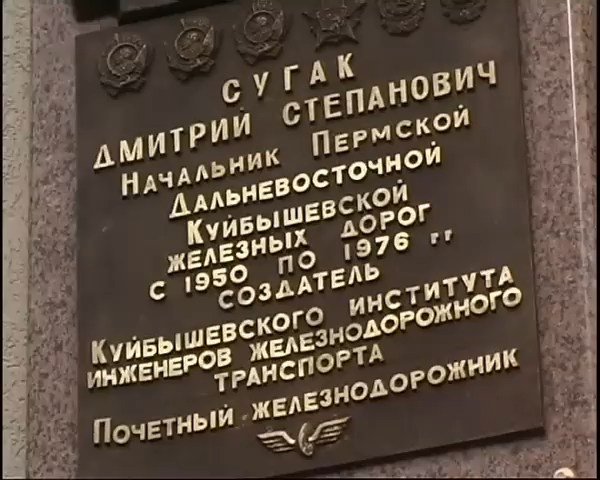 СУГАК
ДМИТРИЙ СТЕПАНОВИЧ
НАЧАЛЬНИК ПЕРМСКОЙ
ДАЛЬНЕВОСТОЧНОЙ
КУЙБЫШЕВСКОЙ
ЖЕЛЕЗНЫХ ДОРОГ
С 1950 ПО 1976 г г
СОЗДАТЕЛЬ
КУЙБЫШЕВСКОГО ИНСТИТУТА
ИНЖЕНЕРОВ ЖЕЛЕЗНОДОРОЖНОГО
ТРАНСПОРТА
ПОЧЕТНЫЙ ЖЕЛЕЗНОДОРОЖНИК